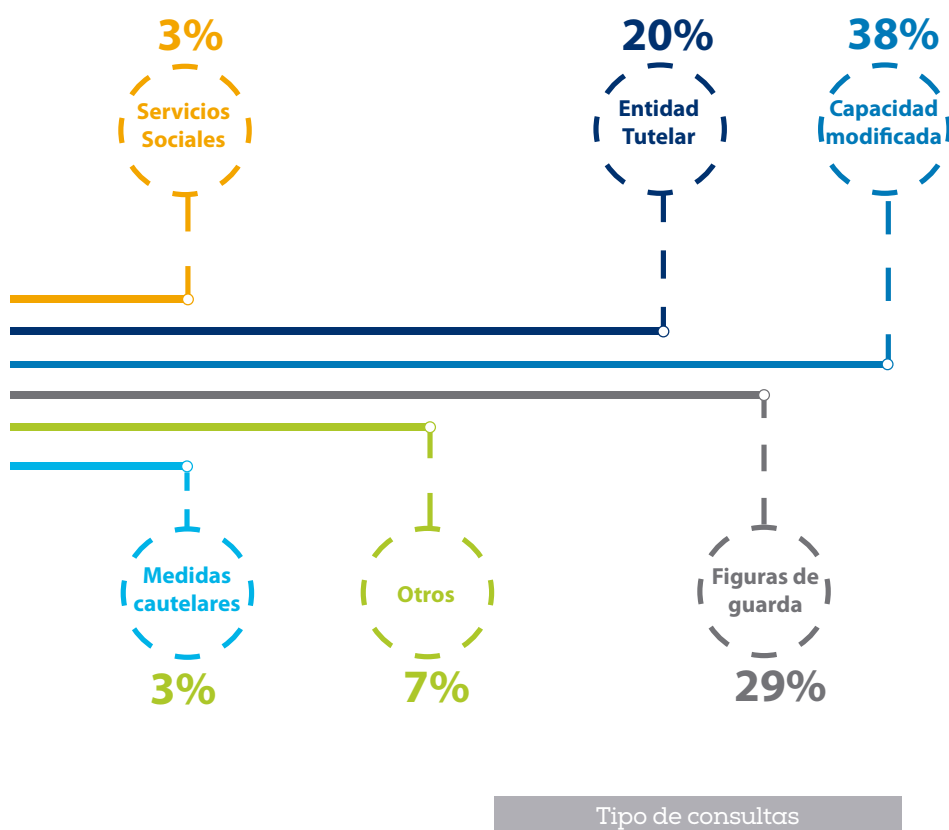 3%
Servicios
Sociales
20%
Entidad
Tutelar
38%
Capacidad
modificada
Medidas
cautelares
3%
Otros
7%
Figuras de
guarda
29%
Tipo de consultas